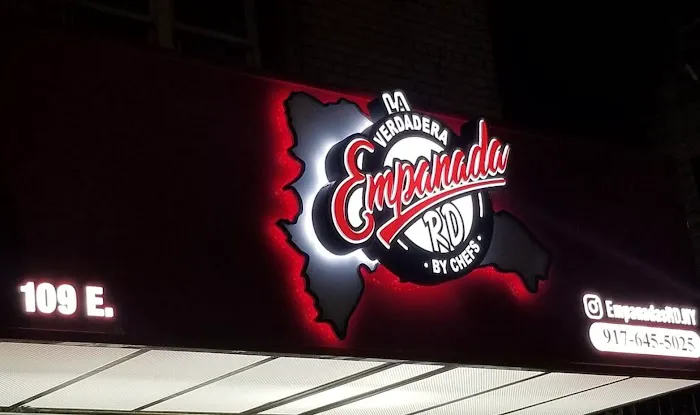 LA
VERDADERA
Empanada
RD
· BY CHEFS ·
109 E.
EmpanadasRD.NY
917-645-5025